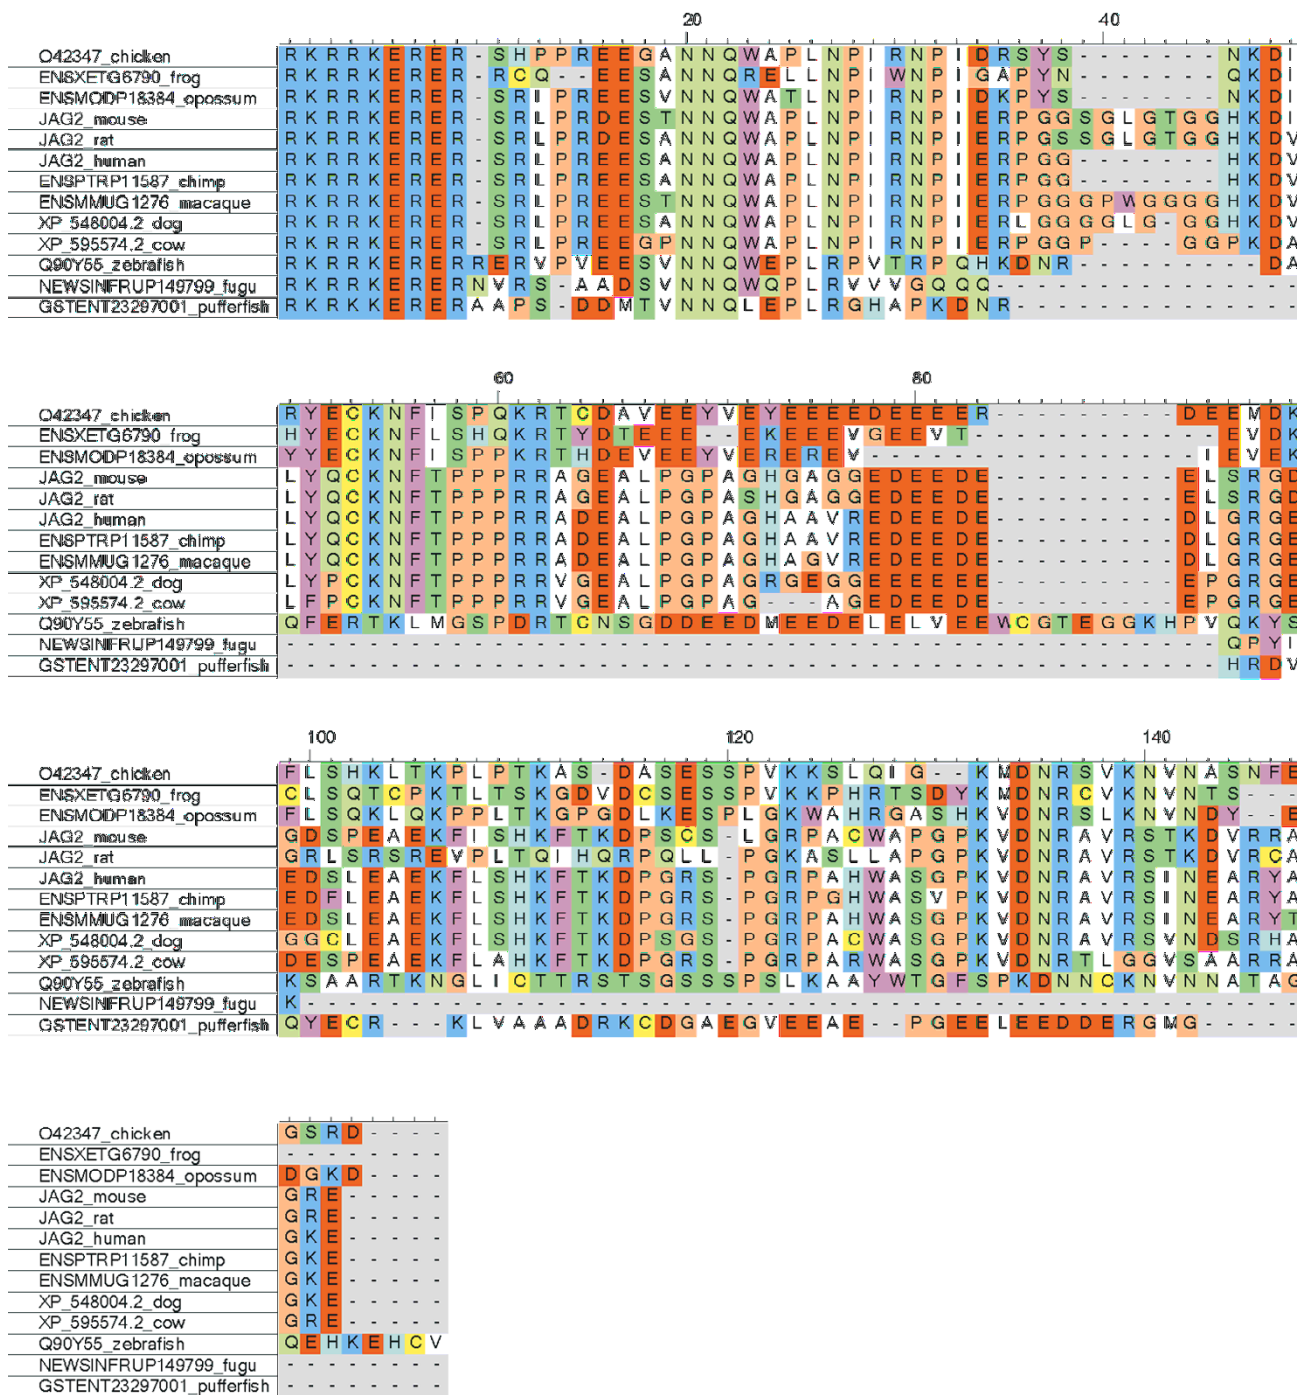 20 40
O42347_chicken RKRRKERER-SHPPREEGANNQWAPLNPIRNPIDRSYS-------NKDI
ENSXETG6790_frog RKRRKERER-RCQ--EESANNQRELLNPIWNPIGAPYN-------QKDI
ENSMODP18384_opossum RKRRKERER-SRIPREESVNNQWATLNPIRNPIDKPYS-------NKDI
JAG2_mouse RKRRKERER-SRLPRDESTNNQWAPLNPIRNPIERPGGSGLGTGGHKDI
JAG2_rat RKRRKERER-SRLPREESANNQWAPLNPIRNPIERPGSSGLGTGGHKDV
JAG2_human RKRRKERER-SRLPREESANNQWAPLNPIRNPIERPGG-------HKDV
ENSPTRP11587_chimp RKRRKERER-SRLPREESANNQWAPLNPIRNPIERPGG-------HKDV
ENSMMUG1276_macaque RKRRKERER-SRLPREESTNNQWAPLNPIRNPIERPGGGPWGGGGHKDV
XP_548004.2_dog RKRRKERER-SRLPREESANNQWAPLNPIRNPIERLGGGGLG-GGHKDV
XP_595574.2_cow RKRRKERER-SRLPREEGPNNQWAPLNPIRNPIERPGGP----GGPKDA
Q90Y55_zebrafish RKRRKERERRERVPVEESVNNQWEPLRPVTRPQHKDNR---------DA
NEWSINFRUP149799_fugu RKRRKERERNVRS-AADSVNNQWQPLRVVVGQQQ---------------
GSTENT23297001_pufferfish RKRKKERERAAPS-DDMTVNNQLEPLRGHAPKDNR--------------
60 80
O42347_chicken RYECKNFISPQKRTCDAVEEYVEYEEEEDEEEER---------DEEMDK
ENSXETG6790_frog HYECKNFLSHQKRTYDTEEE--EKEEEVGEEVT------------EVDK
ENSMODP18384_opossum YYECKNFISPPKRTHDEVEEYVEREREV----------------IEVEK
JAG2_mouse LYQCKNFTPPPRRAGEALPGPAGHGAGGEDEEDE---------ELSRGD
JAG2_rat LYQCKNFTPPPRRAGEALPGPASHGAGGEDEEDE---------ELSRGD
JAG2_human LYQCKNFTPPPRRADEALPGPAGHAAVREDEEDE---------DLGRGE
ENSPTRP11587_chimp LYQCKNFTPPPRRADEALPGPAGHAAVREDEEDE---------DLGRGE
ENSMMUG1276_macaque LYQCKNFTPPPRRADEALPGPAGHAGVREDEEDE---------DLGRGE
XP_548004.2_dog LYPCKNFTPPPRRVGEALPGPAGRGEGGEEEEEE---------EPGRGE
XP_595574.2_cow LFPCKNFTPPPRRVGEALPGPAG---AGEDEEDE---------EPGRGE
Q90Y55_zebrafish QFERTKLMGSPDRTCNSGDDEEDMEEDELELVEEWCGTEGGKHPVQKYS
NEWSINFRUP149799_fugu ---------------------------------------------QPYI
GSTENT23297001_pufferfish ---------------------------------------------HRDV
100 120 140
O42347_chicken FLSHKLTKPLPTKAS-DASESSPVKKSLQIG--KMDNRSVKNVNASNFE
ENSXETG6790_frog CLSQTCPKTLTSKGDVDCSESSPVKKPHRTSDYKMDNRCVKNVNTS---
ENSMODP18384_opossum FLSQKLQKPPLTKGPGDLKESPLGKWAHRGASHKVDNRSLKNVNDY--E
JAG2_mouse GDSPEAEKFISHKFTKDPSCS-LGRPACWAPGPKVDNRAVRSTKDVRRA
JAG2_rat GRLSRSREVPLTQIHQRPQLL-PGKASLLAPGPKVDNRAVRSTKDVRCA
JAG2_human EDSLEAEKFLSHKFTKDPGRS-PGRPAHWASGPKVDNRAVRSINEARYA
ENSPTRP11587_chimp EDFLEAEKFLSHKFTKDPGRS-PGRPGHWASVPKVDNRAVRSINEARYA
ENSMMUG1276_macaque EDSLEAEKFLSHKFTKDPGRS-PGRPAHWASGPKVDNRAVRSINEARYT
XP_548004.2_dog GGCLEAEKFLSHKFTKDPSGS-PGRPACWASGPKVDNRAVRSVNDSRHA
XP_595574.2_cow DESPEAEKFLAHKFTKDPGRS-PGRPARWASGPKVDNRTLGGVSAARRA
Q90Y55_zebrafish KSAARTKNGLICTTRSTSGSSSPSLKAAYWTGFSPKDNNCKNVNNATAG
NEWSINFRUP149799_fugu K------------------------------------------------
GSTENT23297001_pufferfish QYECR---KLVAAADRKCDGAEGVEEAE--PGEELEEDDERGMG-----
O42347_chicken GSRD----
ENSXETG6790_frog --------
ENSMODP18384_opossum DGKD----
JAG2_mouse GRE-----
JAG2_rat GRE-----
JAG2_human GKE-----
ENSPTRP11587_chimp GKE-----
ENSMMUG1276_macaque GKE-----
XP_548004.2_dog GKE-----
XP_595574.2_cow GRE-----
Q90Y55_zebrafish QEHKEHCV
NEWSINFRUP149799_fugu --------
GSTENT23297001_pufferfish --------